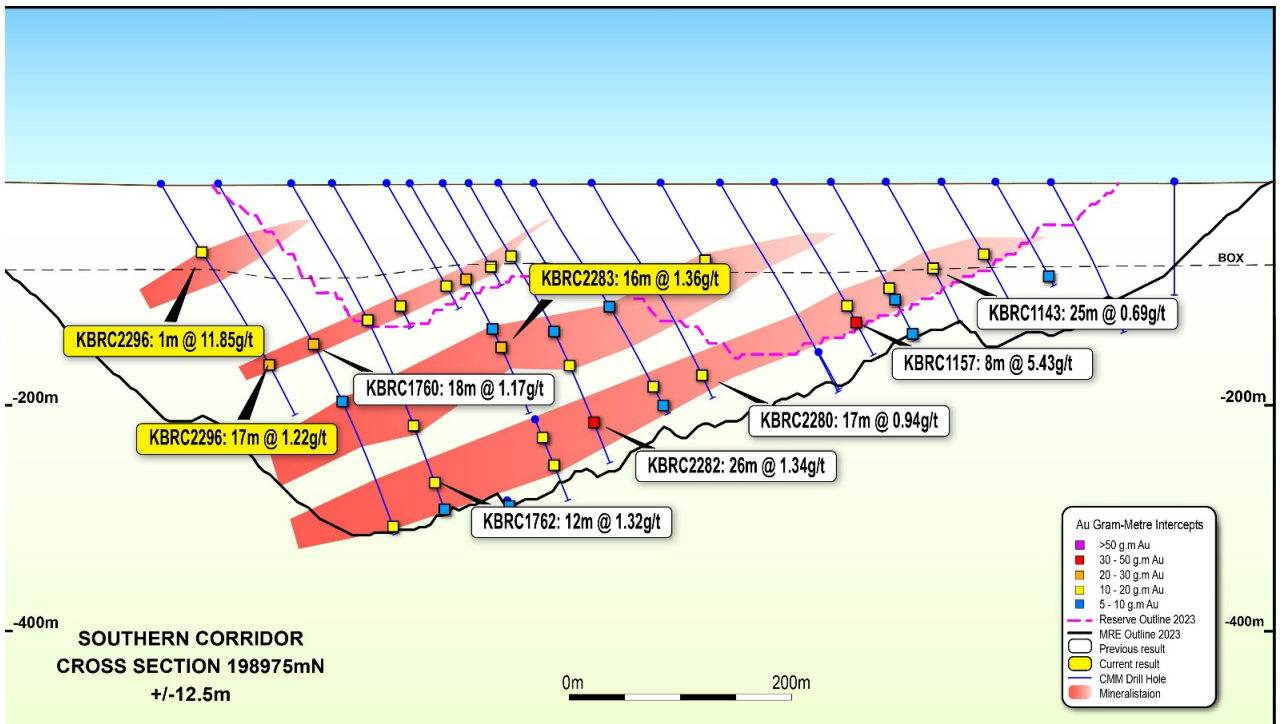 BOX
KBRC2283: 16m @ 1.36g/t
KBRC1143: 25m @ 0.69g/t
KBRC2296: 1m @ 11.85g/t
KBRC1157: 8m @ 5.43g/t
KBRC1760: 18m @ 1.17g/t
-200m
-200m
KBRC2280: 17m @ 0.94g/t
KBRC2296: 17m @ 1.22g/t
KBRC2282: 26m @ 1.34g/t
KBRC1762: 12m @ 1.32g/t
Au Gram-Metre Intercepts
>50 g.m Au
30 - 50 g.m Au
20 - 30 g.m Au
10 - 20 g.m Au
5 - 10 g.m Au
Reserve Outline 2023
MRE Outline 2023
Previous result
Current result
CMM Drill Hole
Mineralistaion
-400m
-400m
SOUTHERN CORRIDOR
CROSS SECTION 198975mN
+/-12.5m
0m
200m